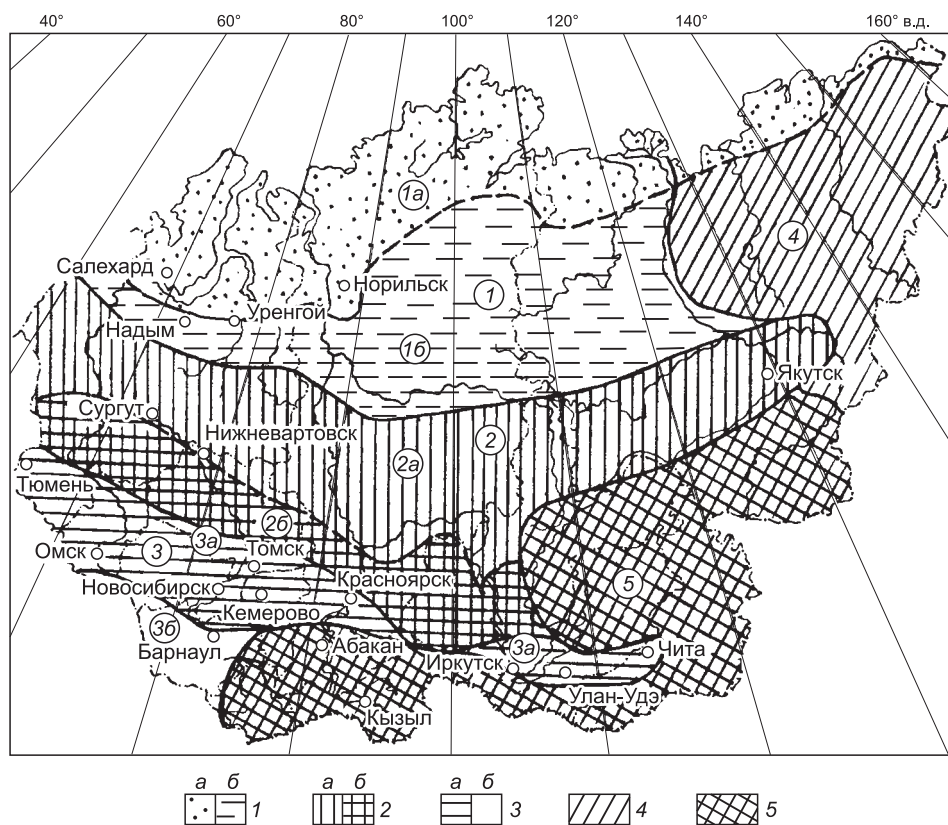 40° 60° 80° 100° 120° 140° 160° в.д.
1а
4
Салехард
Норильск
1
Уренгой
Надым
1б
Якутск
Сургут
Нижневартовск
2
2а
Тюмень
2б
3а
3
Омск
Томск
Красноярск
5
Новосибирск
Кемерово
3б
3а
Барнаул
Абакан
Иркутск
Чита
Улан-Удэ
Кызыл
а б а б а б
1 2 3 4 5